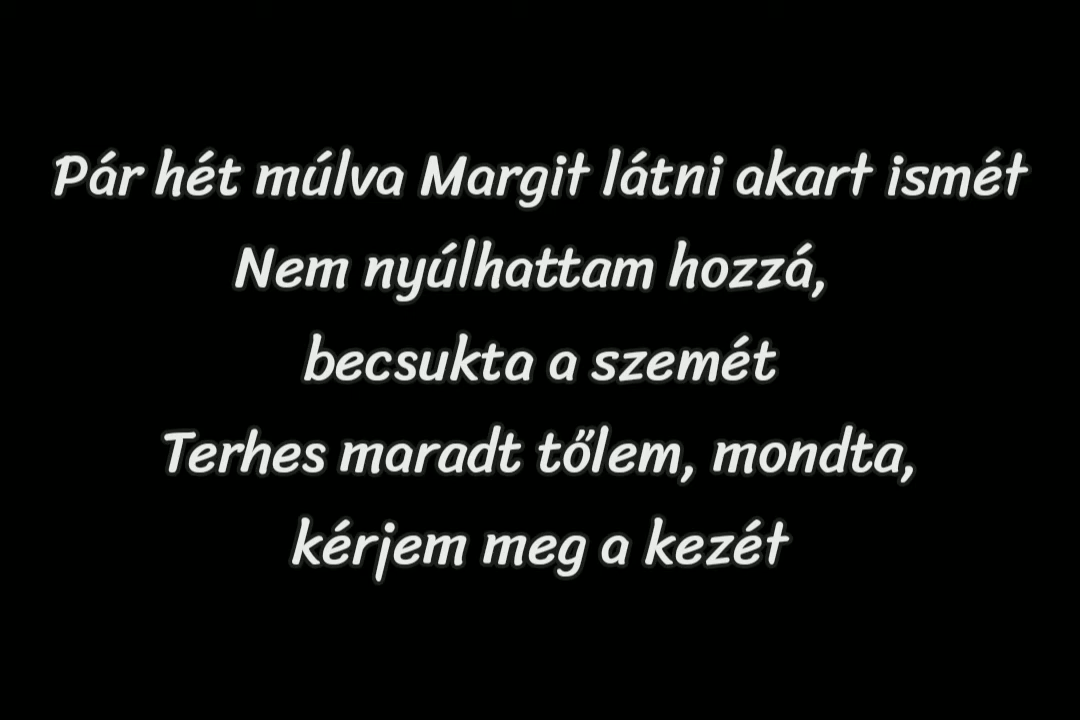 Pár hét múlva Margit látni akart ismét
Nem nyúlhattam hozzá,
becsukta a szemét
Terhes maradt tőlem, mondta,
kérjem meg a kezét